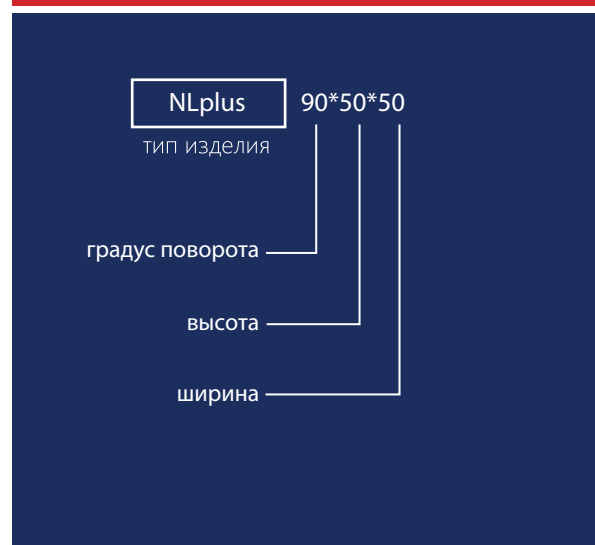 NLplus 90*50*50
тип изделия
градус поворота
высота
ширина